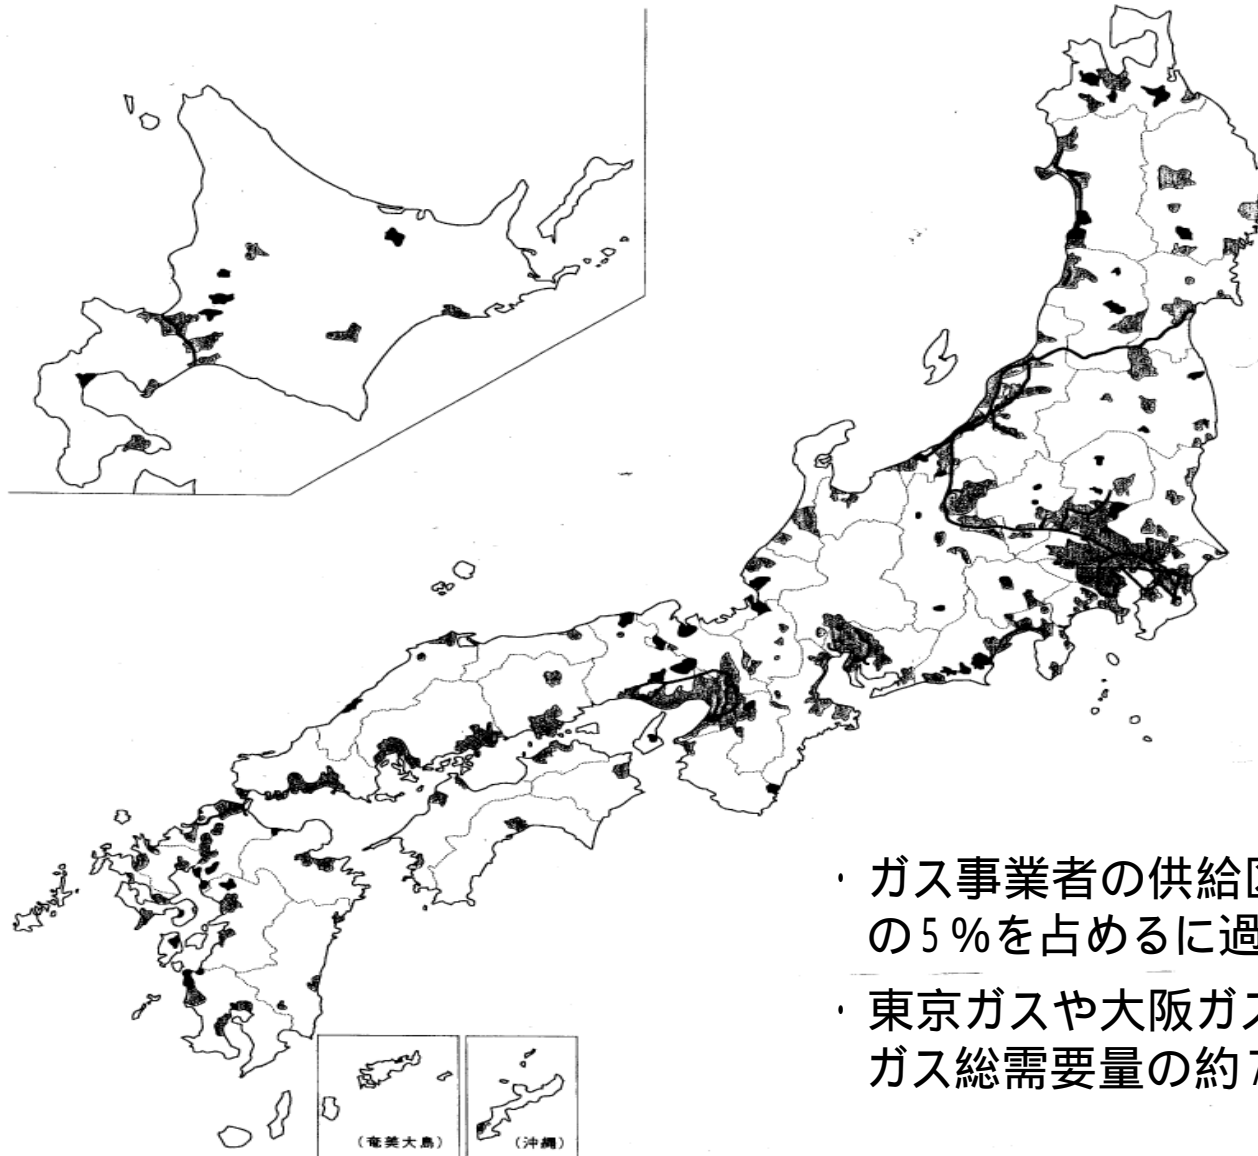 ・ガス事業者の供給区
の5%を占めるに過
・東京ガスや大阪ガス
ガス総需要量の約
(奄美大島)
(沖縄)